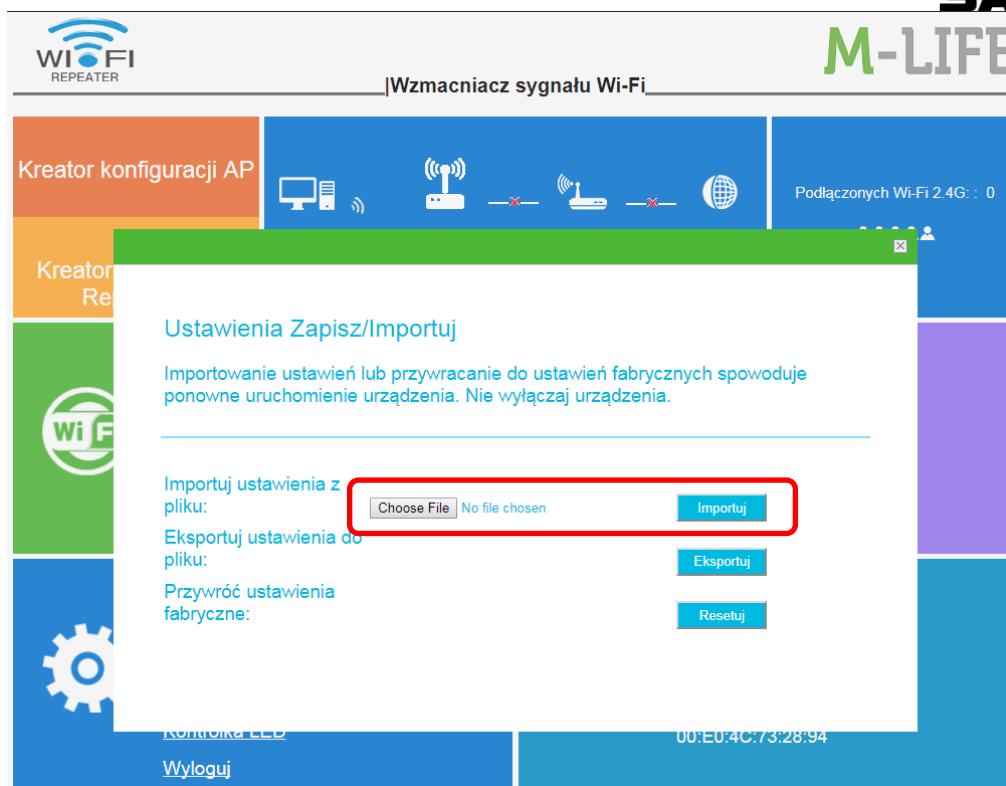 WI FI
REPEATER
M-LIFE
|Wzmacniacz sygnału Wi-Fi
Kreator konfiguracji AP
Podłączonych Wi-Fi 2.4G: : 0
Kreator
Re
Ustawienia Zapisz/Importuj
Importowanie ustawień lub przywracanie do ustawień fabrycznych spowoduje
ponowne uruchomienie urządzenia. Nie wyłączaj urządzenia.
Wi F
Importuj ustawienia z
pliku:
Choose File No file chosen
Importuj
Eksportuj ustawienia do
pliku:
Eksportuj
Przywróć ustawienia
fabryczne:
Resetuj
Kontrolka LED
00:E0:4C:73:28:94
Wyloguj